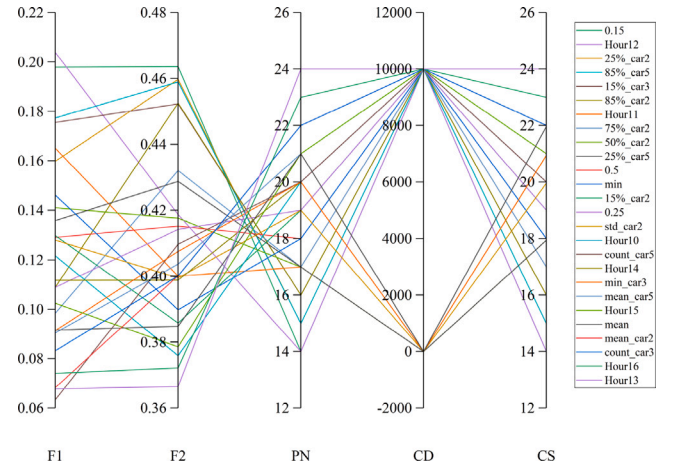 0.22
0.20
0.18
0.16
0.14
0.12
0.10
0.08
0.06
F1
0.48
0.46
0.44
0.42
0.40
0.38
0.36
F2
26
24
22
20
18
16
14
12
PN
12000
10000
8000
6000
4000
2000
0
-2000
CD
26
24
22
20
18
16
14
12
CS
0.15
Hour12
25%_car2
85%_car5
15%_car3
85%_car2
Hour11
75%_car2
50%_car2
25%_car5
0.5
min
15%_car2
0.25
std_car2
Hour10
count_car5
Hour14
min_car3
mean_car5
Hour15
mean
mean_car2
count_car3
Hour16
Hour13